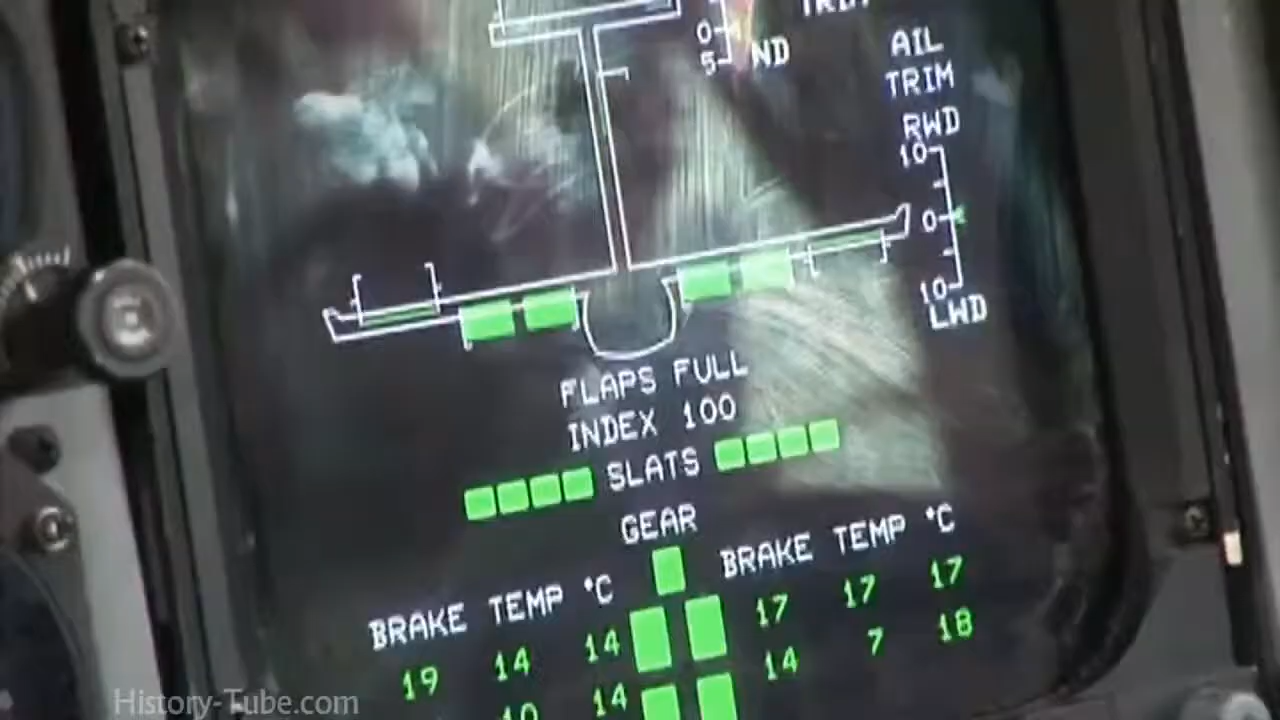 0
5 ND
AIL
TRIM
RWD
10
0
10
LWD
FLAPS FULL
INDEX 100
SLATS
GEAR
BRAKE TEMP °C
BRAKE TEMP °C
17 17 17
19 14 14
14 7 18
10 14
History-Tube.com